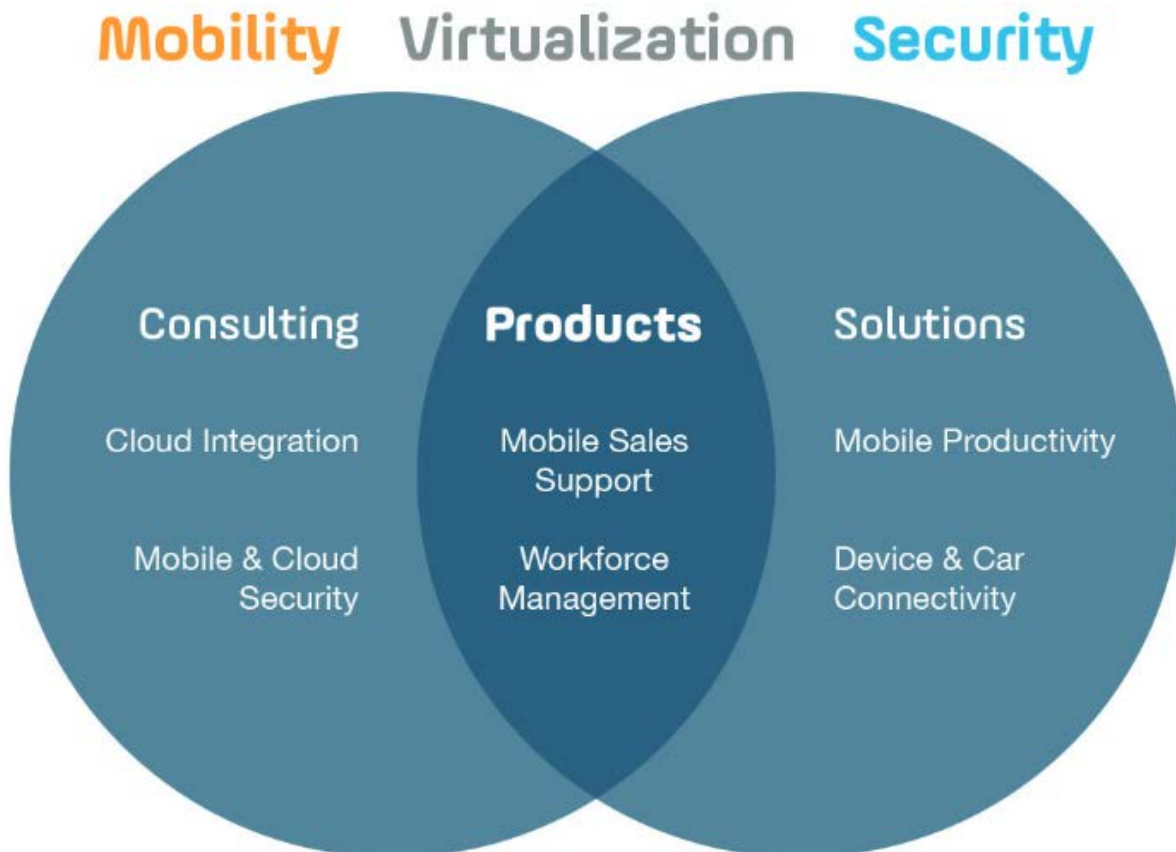 Mobility Virtualization Security
Consulting
Cloud Integration
Mobile & Cloud
Security
Products
Mobile Sales
Support
Workforce
Management
Solutions
Mobile Productivity
Device & Car
Connectivity